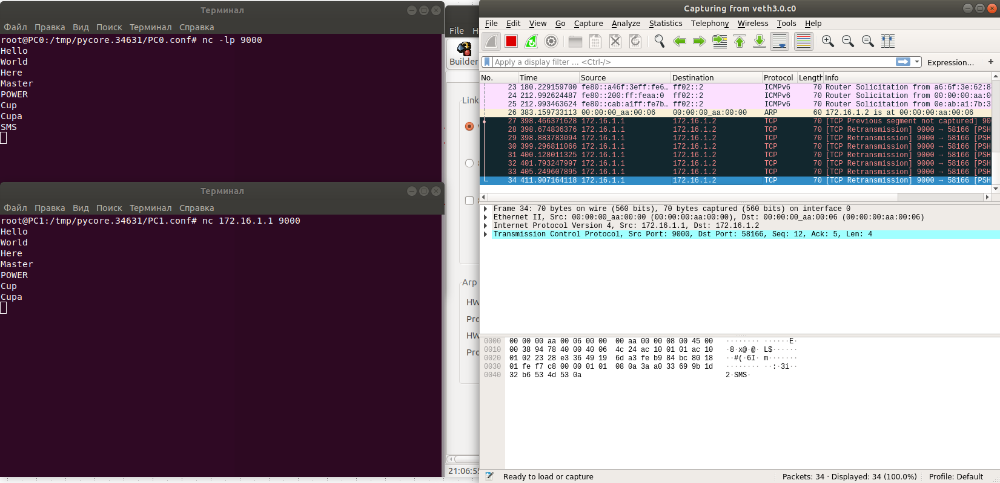 Терминал
Файл Правка Вид Поиск Терминал Справка
root@PC0:/tmp/pycore.34631/PC0.conf# nc -lp 9000
Hello
World
Here
Master
POWER
Cup
Cupa
SMS
Терминал
Файл Правка Вид Поиск Терминал Справка
root@PC1:/tmp/pycore.34631/PC1.conf# nc 172.16.1.1 9000
Hello
World
Here
Master
POWER
Cup
Cupa
File H
Builder
Link
Arp
HW
Pro
HW
Pro
21:06:55
Capturing from veth3.0.c0
File Edit View Go Capture Analyze Statistics Telephony Wireless Tools Help
Apply a display filter ... <Ctrl-/>
Expression... +
No. Time Source Destination Protocol Length Info
23 180.229159700 fe80::a46f:3eff:fe6… ff02::2 ICMPv6 70 Router Solicitation from a6:6f:3e:62:8
24 212.992624487 fe80::200:ff:feaa:0 ff02::2 ICMPv6 70 Router Solicitation from 00:00:00:aa:00
25 212.993463624 fe80::cab:a1ff:fe7b… ff02::2 ICMPv6 70 Router Solicitation from 0e:ab:a1:7b:3
26 383.159733113 00:00:00_aa:00:06 00:00:00_aa:00:00 ARP 60 172.16.1.2 is at 00:00:00:aa:00:06
27 398.466371628 172.16.1.1 172.16.1.2 TCP 70 [TCP Previous segment not captured] 90
28 398.674836376 172.16.1.1 172.16.1.2 TCP 70 [TCP Retransmission] 9000 → 58166 [PSH
29 398.883783094 172.16.1.1 172.16.1.2 TCP 70 [TCP Retransmission] 9000 → 58166 [PSH
30 399.296811066 172.16.1.1 172.16.1.2 TCP 70 [TCP Retransmission] 9000 → 58166 [PSH
31 400.128011325 172.16.1.1 172.16.1.2 TCP 70 [TCP Retransmission] 9000 → 58166 [PSH
32 401.793247997 172.16.1.1 172.16.1.2 TCP 70 [TCP Retransmission] 9000 → 58166 [PSH
33 405.249607895 172.16.1.1 172.16.1.2 TCP 70 [TCP Retransmission] 9000 → 58166 [PSH
34 411.907164118 172.16.1.1 172.16.1.2 TCP 70 [TCP Retransmission] 9000 → 58166 [PSH
Frame 34: 70 bytes on wire (560 bits), 70 bytes captured (560 bits) on interface 0
Ethernet II, Src: 00:00:00_aa:00:00 (00:00:00:aa:00:00), Dst: 00:00:00_aa:00:06 (00:00:00:aa:00:06)
Internet Protocol Version 4, Src: 172.16.1.1, Dst: 172.16.1.2
Transmission Control Protocol, Src Port: 9000, Dst Port: 58166, Seq: 12, Ack: 5, Len: 4
0000 00 00 00 aa 00 06 00 00 00 aa 00 00 08 00 45 00 ········ ······E·
0010 00 38 94 78 40 00 40 06 4c 24 ac 10 01 01 ac 10 ·8·x@·@· L$······
0020 01 02 23 28 e3 36 49 19 6d a3 fe b9 84 bc 80 18 ··#(·6I· m·······
0030 01 fe f7 c8 00 00 01 01 08 0a 3a a0 33 69 9b 1d ········ ··:·3i··
0040 32 b6 53 4d 53 0a 2·SMS·
Ready to load or capture
Packets: 34 · Displayed: 34 (100.0%)
Profile: Default